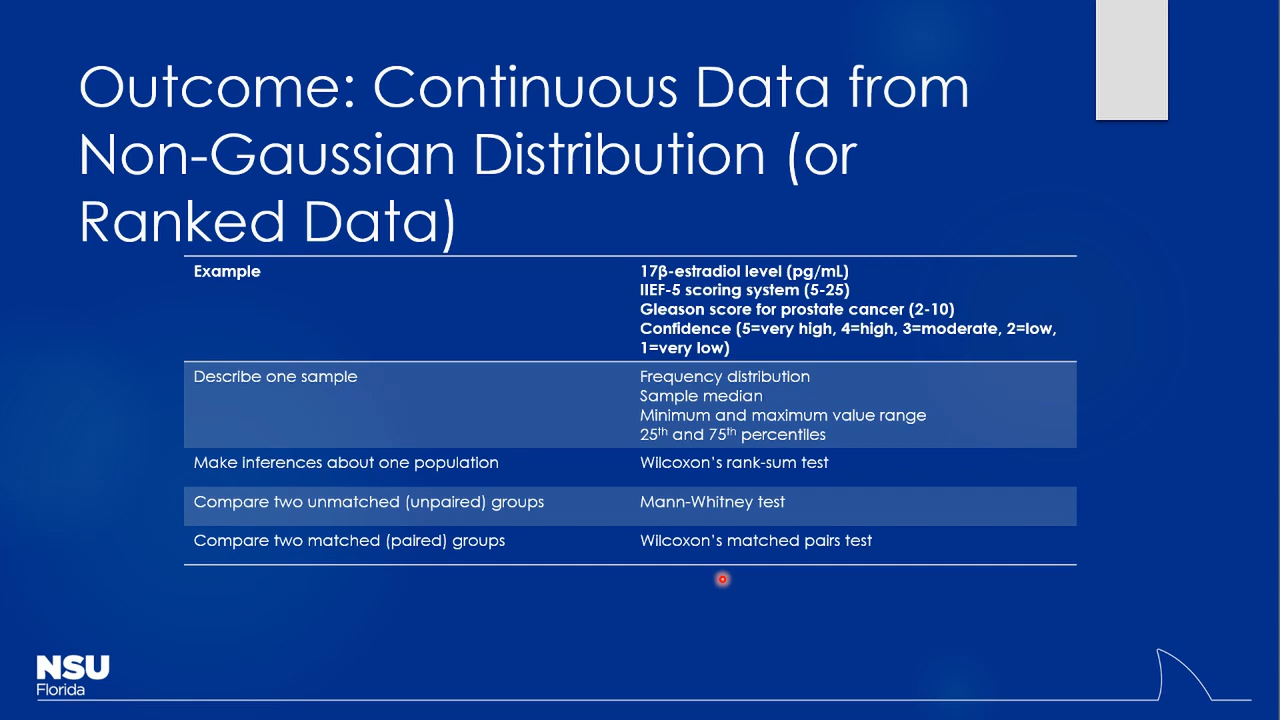 Outcome: Continuous Data from
Non-Gaussian Distribution (or
Ranked Data)
Example
17β-estradiol level (pg/mL)
IIEF-5 scoring system (5-25)
Gleason score for prostate cancer (2-10)
Confidence (5=very high, 4=high, 3=moderate, 2=low,
1=very low)
Describe one sample
Frequency distribution
Sample median
Minimum and maximum value range
25th and 75th percentiles
Make inferences about one population
Wilcoxon's rank-sum test
Compare two unmatched (unpaired) groups
Mann-Whitney test
Compare two matched (paired) groups
Wilcoxon's matched pairs test
NSU
Florida